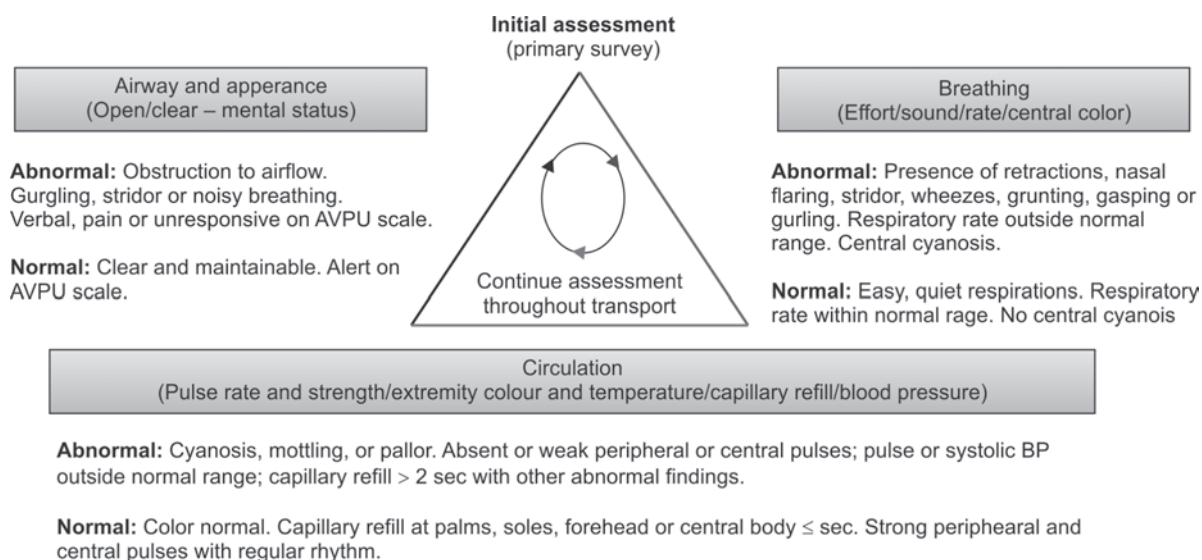 Initial assessment
(primary survey)
Airway and apperance
(Open/clear – mental status)
Abnormal: Obstruction to airflow.
Gurgling, stridor or noisy breathing.
Verbal, pain or unresponsive on AVPU scale.
Normal: Clear and maintainable. Alert on
AVPU scale.
Breathing
(Effort/sound/rate/central color)
Abnormal: Presence of retractions, nasal
flaring, stridor, wheezes, grunting, gasping or
gurling. Respiratory rate outside normal
range. Central cyanosis.
Normal: Easy, quiet respirations. Respiratory
rate within normal rage. No central cyanois
Continue assessment
throughout transport
Circulation
(Pulse rate and strength/extremity colour and temperature/capillary refill/blood pressure)
Abnormal: Cyanosis, mottling, or pallor. Absent or weak peripheral or central pulses; pulse or systolic BP
outside normal range; capillary refill > 2 sec with other abnormal findings.
Normal: Color normal. Capillary refill at palms, soles, forehead or central body ≤ sec. Strong periphearal and
central pulses with regular rhythm.